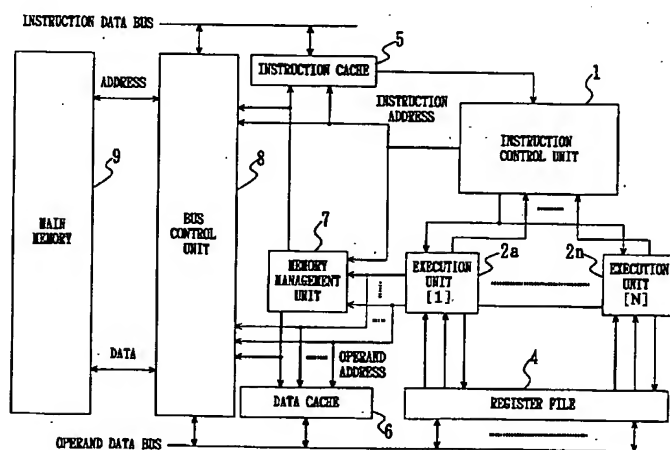 INSTRUCTION DATA BUS
5
INSTRUCTION CACHE
1
ADDRESS
INSTRUCTION
ADDRESS
INSTRUCTION
CONTROL UNIT
9
8
MAIN
MEMORY
BUS
CONTROL
UNIT
7
MEMORY
MANAGEMENT
UNIT
2a
EXECUTION
UNIT
[1]
2n
EXECUTION
UNIT
[N]
DATA
OPERAND
ADDRESS
4
DATA CACHE
6
REGISTER FILE
OPERAND DATA BUS